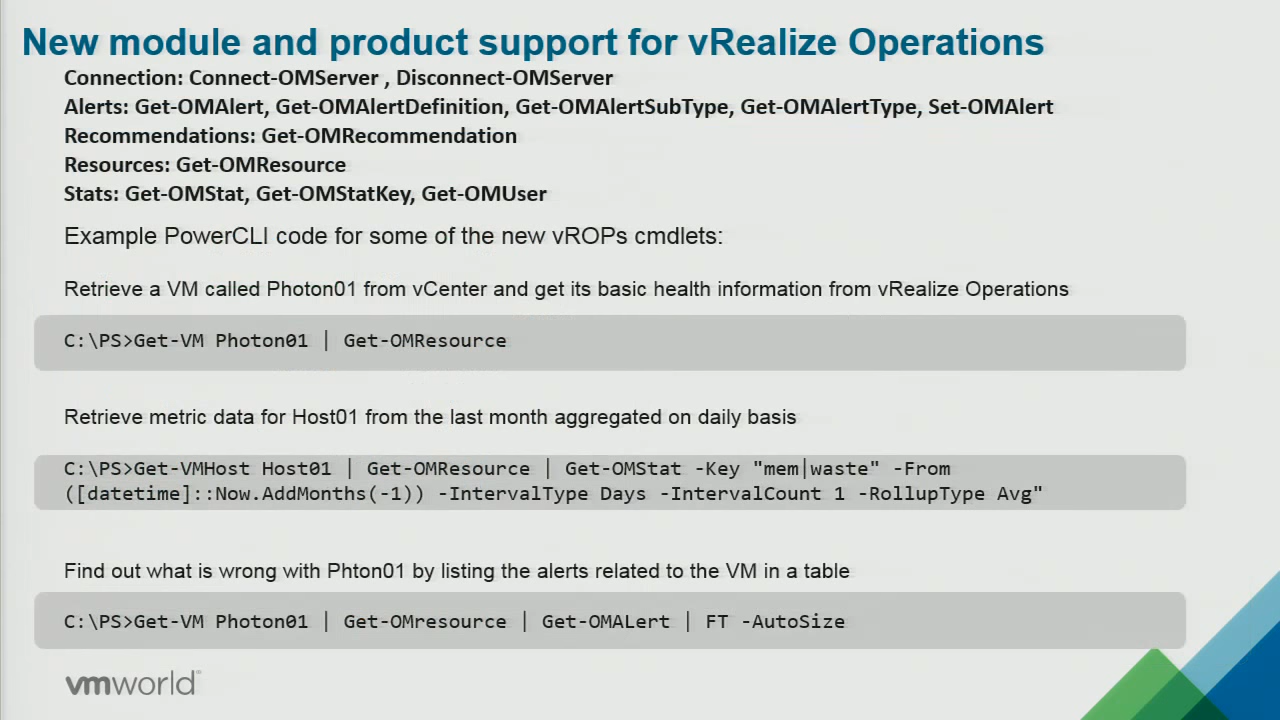 New module and product support for vRealize Operations
Connection: Connect-OMServer , Disconnect-OMServer
Alerts: Get-OMAlert, Get-OMAlertDefinition, Get-OMAlertSubType, Get-OMAlertType, Set-OMAlert
Recommendations: Get-OMRecommendation
Resources: Get-OMResource
Stats: Get-OMStat, Get-OMStatKey, Get-OMUser
Example PowerCLI code for some of the new vROPs cmdlets:
Retrieve a VM called Photon01 from vCenter and get its basic health information from vRealize Operations
C:\PS>Get-VM Photon01 | Get-OMResource
Retrieve metric data for Host01 from the last month aggregated on daily basis
C:\PS>Get-VMHost Host01 | Get-OMResource | Get-OMStat -Key "mem|waste" -From
([datetime]::Now.AddMonths(-1)) -IntervalType Days -IntervalCount 1 -RollupType Avg"
Find out what is wrong with Phton01 by listing the alerts related to the VM in a table
C:\PS>Get-VM Photon01 | Get-OMresource | Get-OMALert | FT -AutoSize
vmworld®